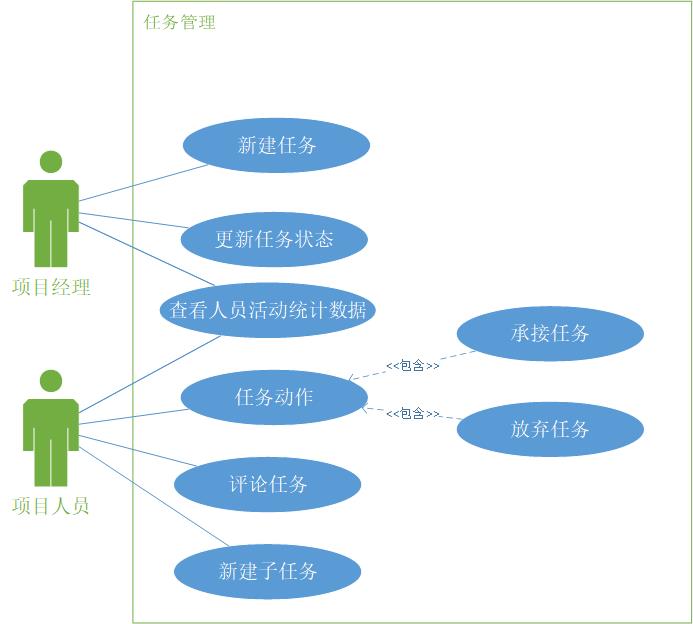 任务管理
新建任务
更新任务状态
项目经理
查看人员活动统计数据
承接任务
<<包含>>
任务动作
<<包含>>
放弃任务
评论任务
项目人员
新建子任务